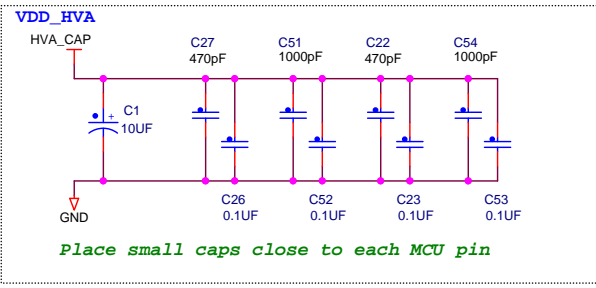 VDD_HVA
HVA_CAP
C27
470pF
C51
1000pF
C22
470pF
C54
1000pF
+
C1
10UF
C26
0.1UF
C52
0.1UF
C23
0.1UF
C53
0.1UF
GND
Place small caps close to each MCU pin